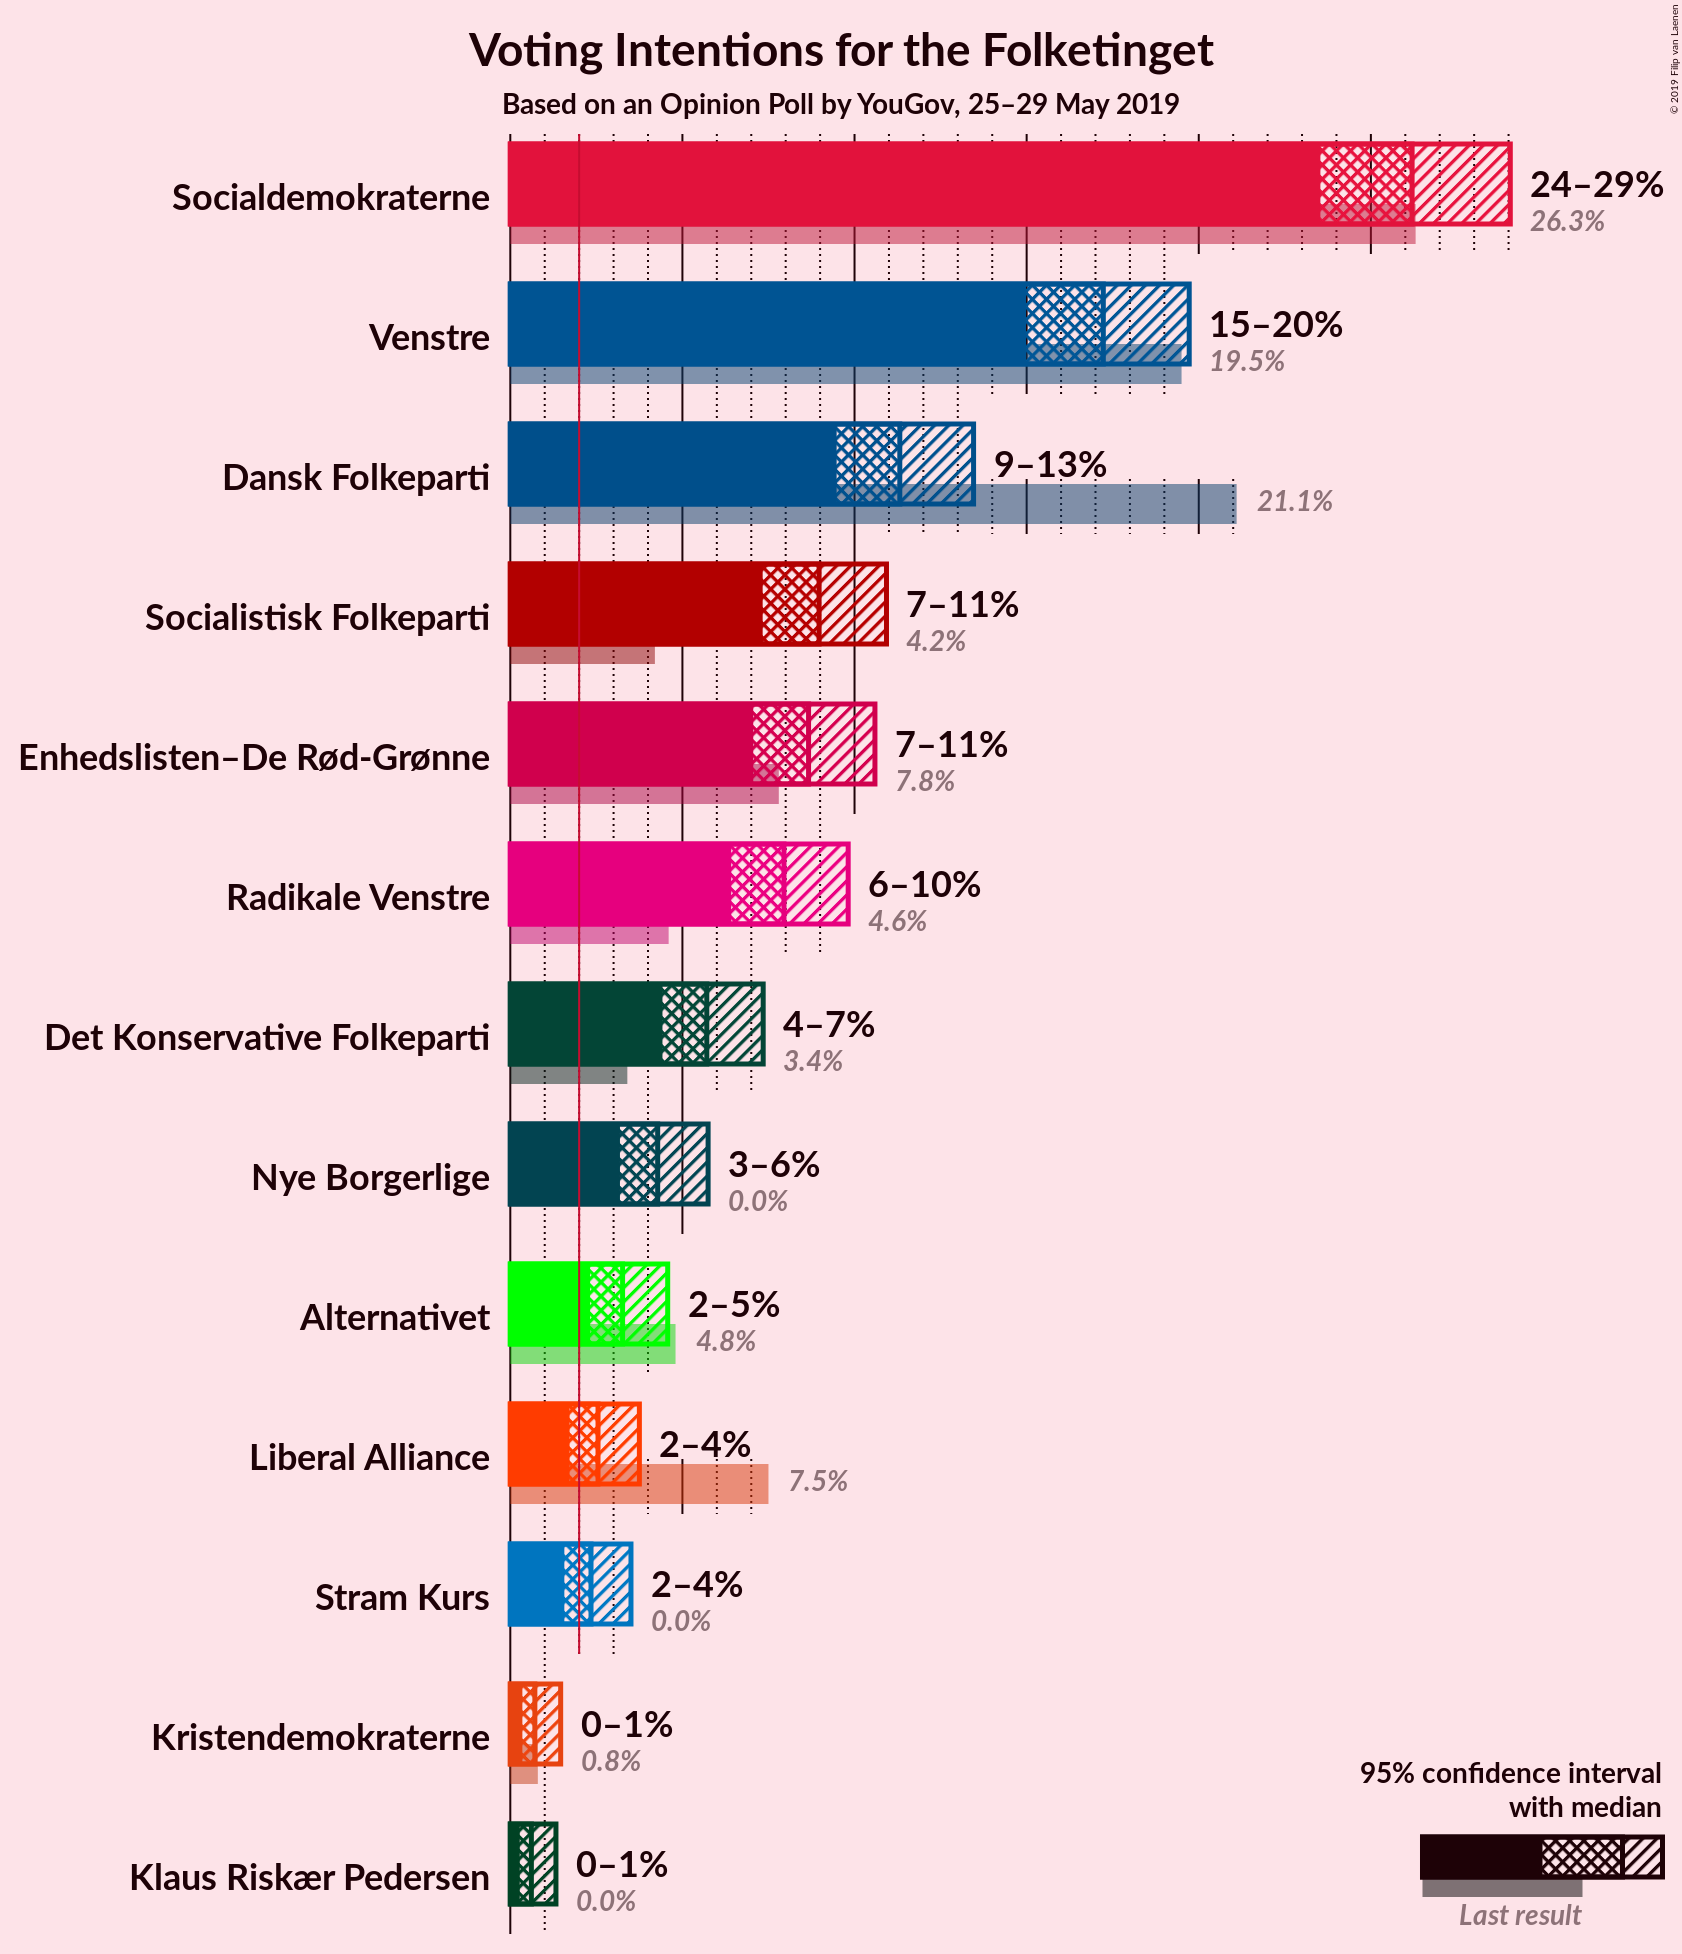 © 2019 Filip van Laenen
Voting Intentions for the Folketinget
Based on an Opinion Poll by YouGov, 25–29 May 2019
Socialdemokraterne
24–29%
26.3%
Venstre
15–20%
19.5%
Dansk Folkeparti
9–13%
21.1%
Socialistisk Folkeparti
7–11%
4.2%
Enhedslisten–De Rød-Grønne
7–11%
7.8%
Radikale Venstre
6–10%
4.6%
Det Konservative Folkeparti
4–7%
3.4%
Nye Borgerlige
3–6%
0.0%
Alternativet
2–5%
4.8%
Liberal Alliance
2–4%
7.5%
Stram Kurs
2–4%
0.0%
Kristendemokraterne
0–1%
0.8%
Klaus Riskær Pedersen
0–1%
0.0%
95% confidence interval
with median
Last result